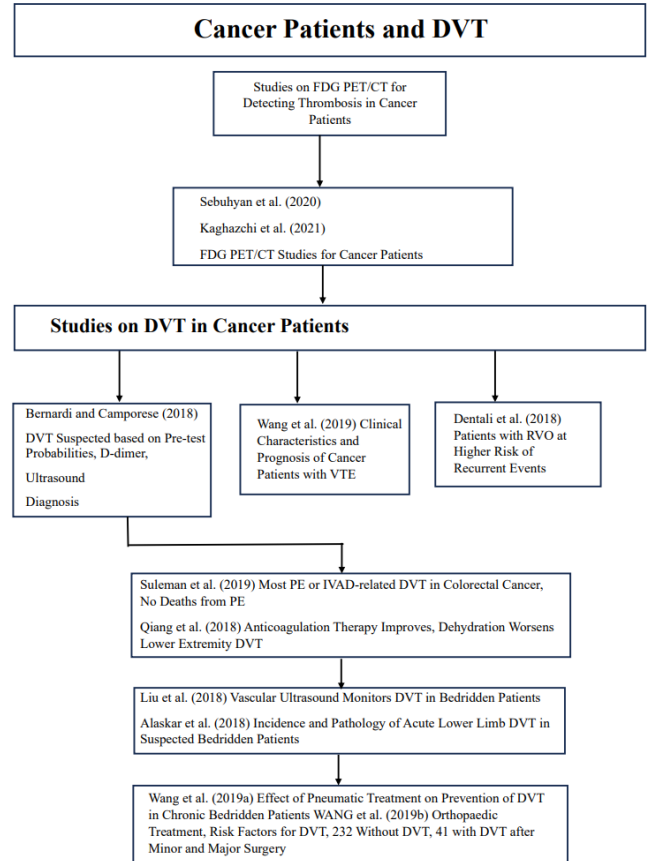 Cancer Patients and DVT
Studies on FDG PET/CT for
Detecting Thrombosis in Cancer
Patients
Sebuhyan et al. (2020)
Kaghazchi et al. (2021)
FDG PET/CT Studies for Cancer Patients
Studies on DVT in Cancer Patients
Bernardi and Camporese (2018)
DVT Suspected based on Pre-test
Probabilities, D-dimer,
Ultrasound
Diagnosis
Wang et al. (2019) Clinical
Characteristics and
Prognosis of Cancer
Patients with VTE
Dentali et al. (2018)
Patients with RVO at
Higher Risk of
Recurrent Events
Suleman et al. (2019) Most PE or IVAD-related DVT in Colorectal Cancer,
No Deaths from PE
Qiang et al. (2018) Anticoagulation Therapy Improves, Dehydration Worsens
Lower Extremity DVT
Liu et al. (2018) Vascular Ultrasound Monitors DVT in Bedridden Patients
Alaskar et al. (2018) Incidence and Pathology of Acute Lower Limb DVT in
Suspected Bedridden Patients
Wang et al. (2019a) Effect of Pneumatic Treatment on Prevention of DVT
in Chronic Bedridden Patients WANG et al. (2019b) Orthopaedic
Treatment, Risk Factors for DVT, 232 Without DVT, 41 with DVT after
Minor and Major Surgery